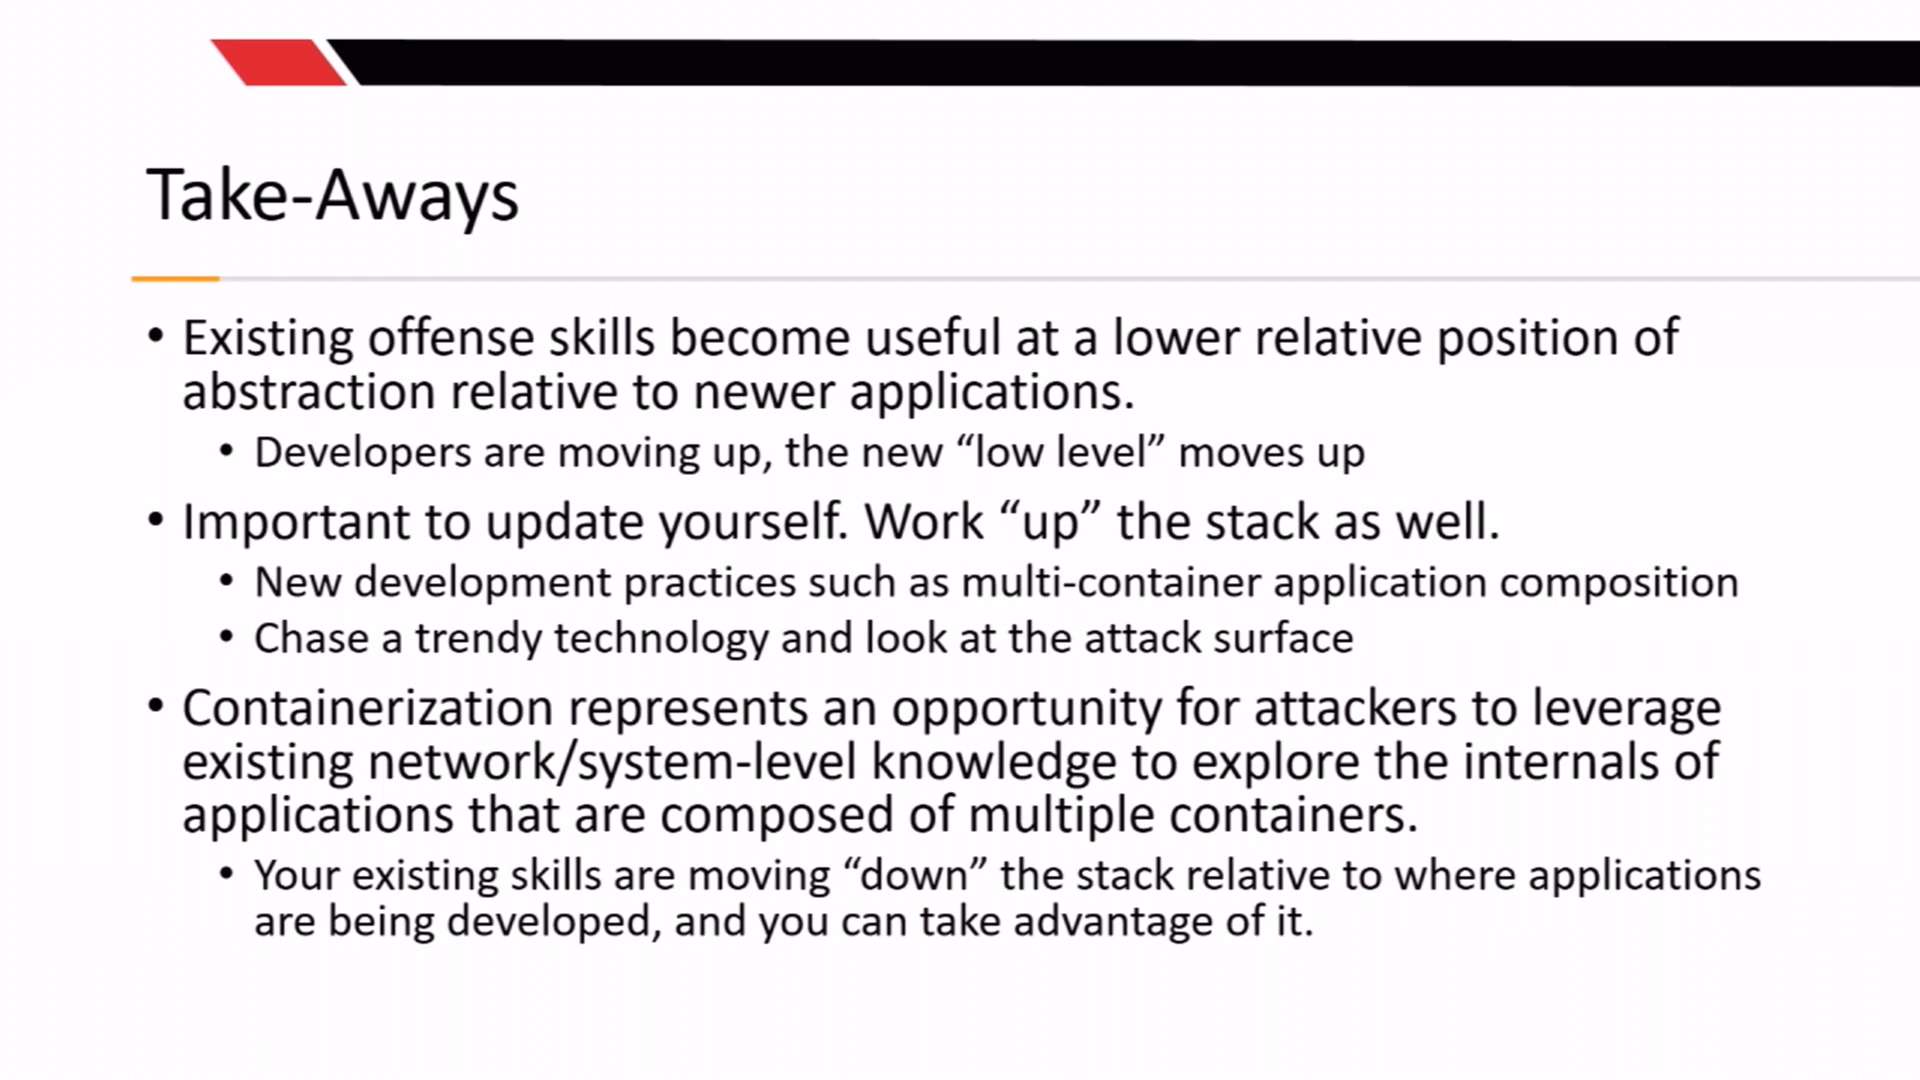 Take-Aways
• Existing offense skills become useful at a lower relative position of
abstraction relative to newer applications.
• Developers are moving up, the new “low level” moves up
• Important to update yourself. Work “up” the stack as well.
• New development practices such as multi-container application composition
• Chase a trendy technology and look at the attack surface
• Containerization represents an opportunity for attackers to leverage
existing network/system-level knowledge to explore the internals of
applications that are composed of multiple containers.
• Your existing skills are moving “down” the stack relative to where applications
are being developed, and you can take advantage of it.